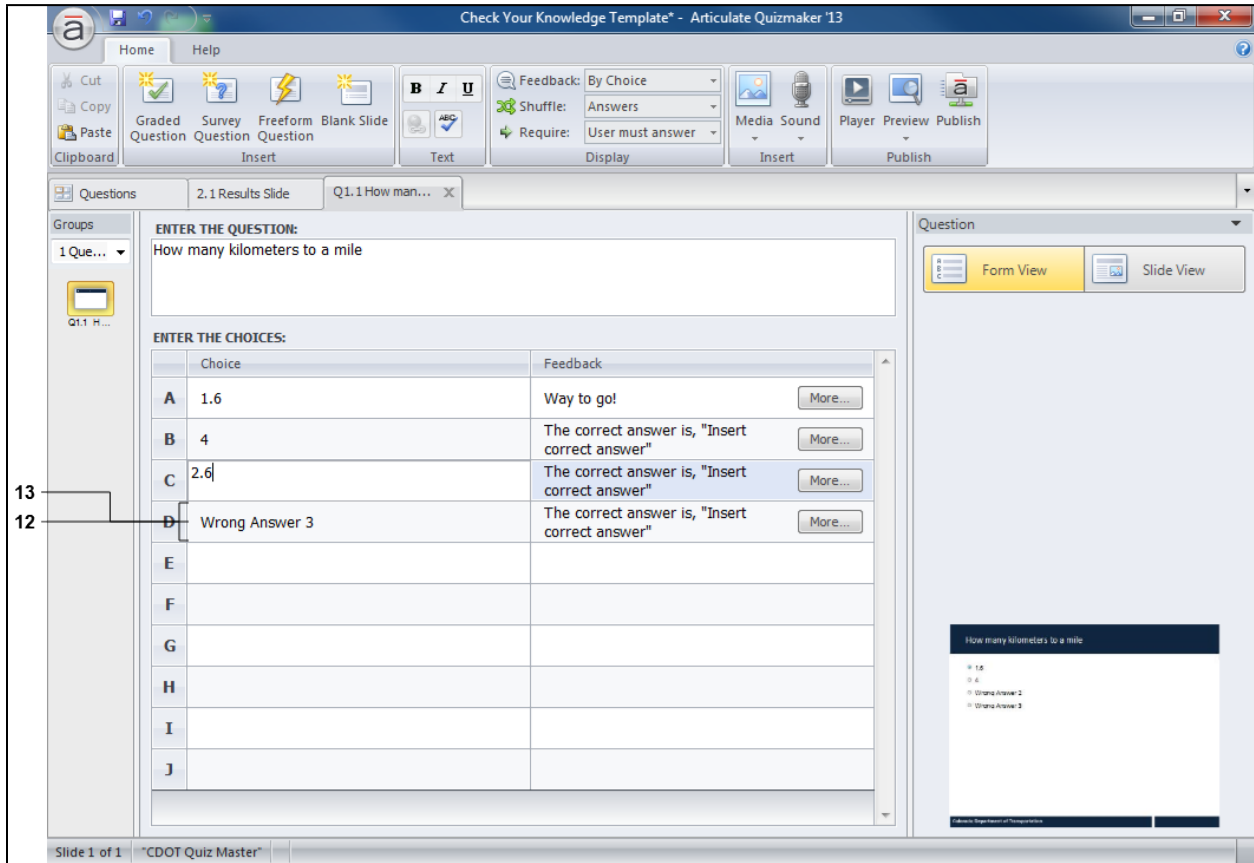 Check Your Knowledge Template* - Articulate Quizmaker '13
Home Help
Cut
Copy
Paste
Clipboard
Graded Question
Survey Question
Freeform Question
Blank Slide
Insert
B I U
ABC
Text
Feedback: By Choice
Shuffle: Answers
Require: User must answer
Display
Media Sound
Insert
Player Preview Publish
Publish
Questions 2.1 Results Slide Q1.1 How man...
Groups
1 Que...
Q1.1 H...
ENTER THE QUESTION:
How many kilometers to a mile
ENTER THE CHOICES:
Choice Feedback
A 1.6 Way to go! More...
B 4 The correct answer is, "Insert correct answer" More...
C 2.6 The correct answer is, "Insert correct answer" More...
D Wrong Answer 3 The correct answer is, "Insert correct answer" More...
E
F
G
H
I
J
13
12
Question
Form View Slide View
How many kilometers to a mile
1.6
4
Wrong Answer 2
Wrong Answer 3
Colorado Department of Transportation
Slide 1 of 1 "CDOT Quiz Master"